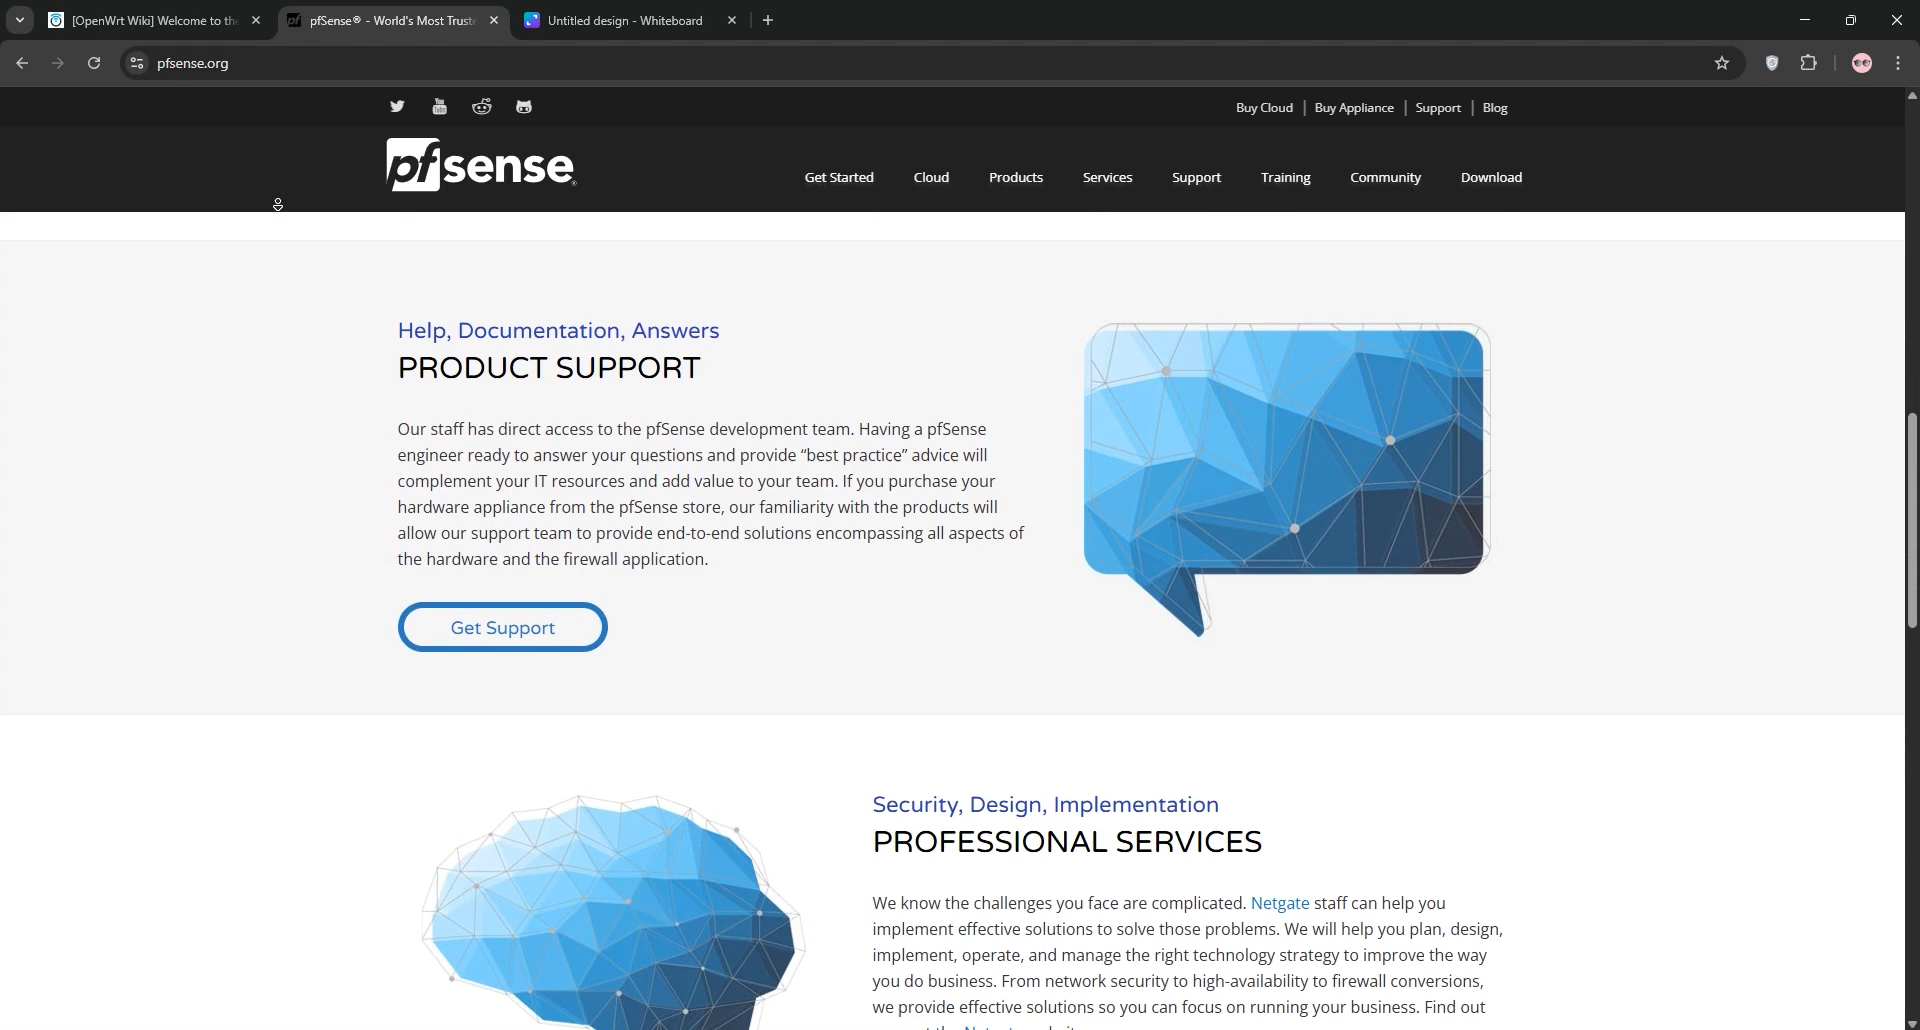 [OpenWrt Wiki] Welcome to the
pfSense® - World's Most Truste
Untitled design - Whiteboard
pfsense.org
Buy Cloud | Buy Appliance | Support | Blog
pfsense®
Get Started
Cloud
Products
Services
Support
Training
Community
Download
Help, Documentation, Answers
PRODUCT SUPPORT
Our staff has direct access to the pfSense development team. Having a pfSense
engineer ready to answer your questions and provide “best practice” advice will
complement your IT resources and add value to your team. If you purchase your
hardware appliance from the pfSense store, our familiarity with the products will
allow our support team to provide end-to-end solutions encompassing all aspects of
the hardware and the firewall application.
Get Support
Security, Design, Implementation
PROFESSIONAL SERVICES
We know the challenges you face are complicated. Netgate staff can help you
implement effective solutions to solve those problems. We will help you plan, design,
implement, operate, and manage the right technology strategy to improve the way
you do business. From network security to high-availability to firewall conversions,
we provide effective solutions so you can focus on running your business. Find out